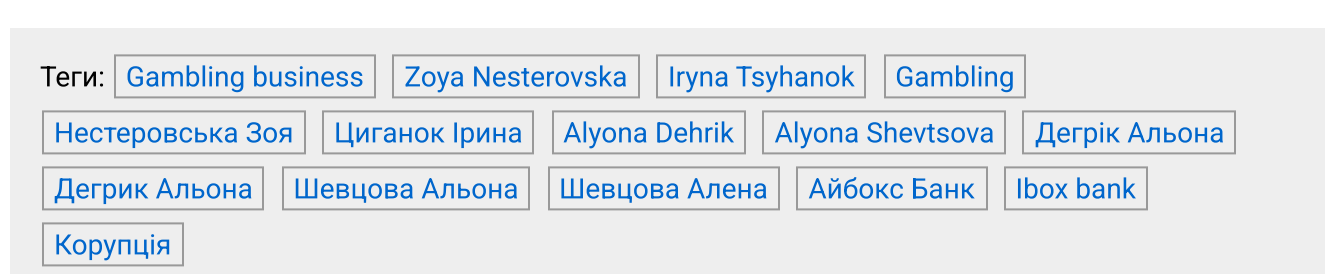 Теги: Gambling business Zoya Nesterovska Iryna Tsyhanok Gambling
Нестеровська Зоя Циганок Ірина Alyona Dehrik Alyona Shevtsova Дегрік Альона
Дегрик Альона Шевцова Альона Шевцова Алена Айбокс Банк Ibox bank
Корупція